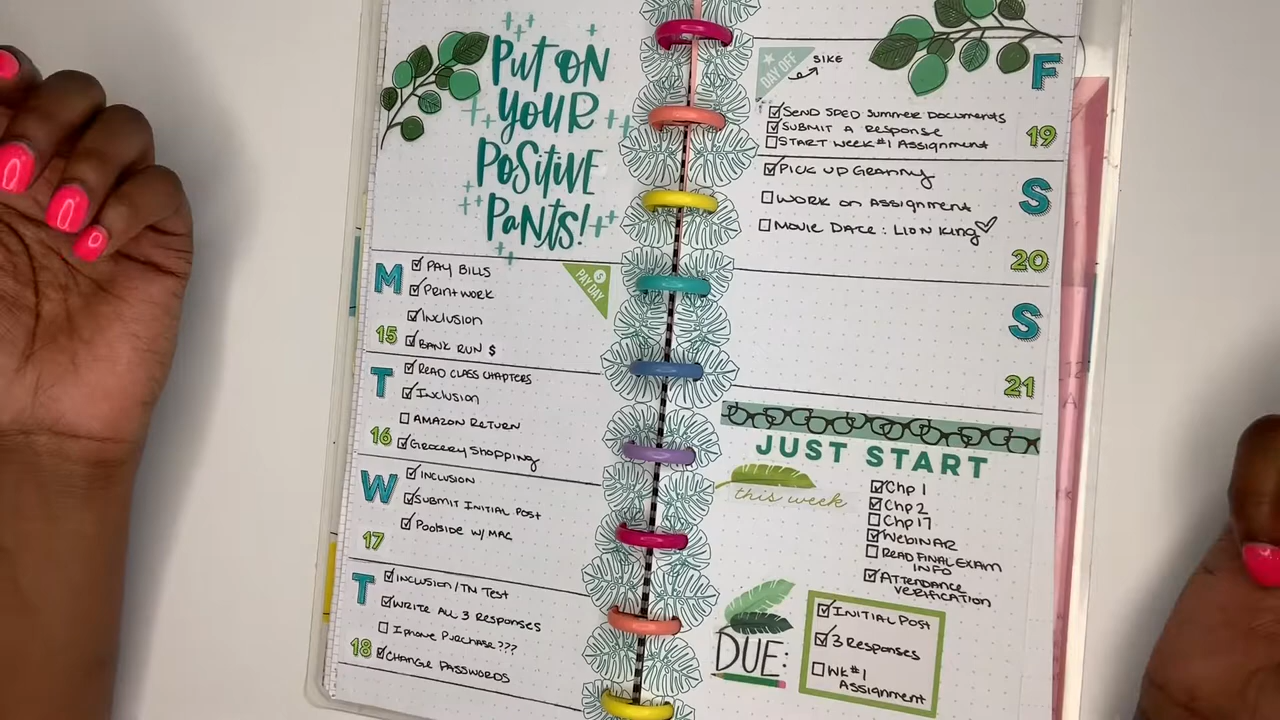 Put ON
YOUR
POSiTiVE
PaNTS!
M
15
PAY BILLS
PRINT WORK
INCLUSION
BANK RUN $
PAY DAY
T
16
READ CLASS CHAPTERS
INCLUSION
AMAZON RETURN
GROCERY SHOPPING
W
17
INCLUSION
SUBMIT INITIAL POST
POOLSIDE W/ MAC
T
18
INCLUSION/TN TEST
WRITE ALL 3 RESPONSES
IPHONE PURCHASE???
CHANGE PASSWORDS
DAY OFF
SIKE
F
19
SEND SPED SUMMER DOCUMENTS
SUBMIT A RESPONSE
START WEEK #1 ASSIGNMENT
S
20
PICK UP GRANNY
WORK ON ASSIGNMENT
MOVIE DATE: LION KING
S
21
JUST START
this week
CHP 1
CHP 2
CHP 17
WEBINAR
READ FINAL EXAM
INFO
ATTENDANCE
VERIFICATION
DUE:
INITIAL POST
3 RESPONSES
WK #1
ASSIGNMENT